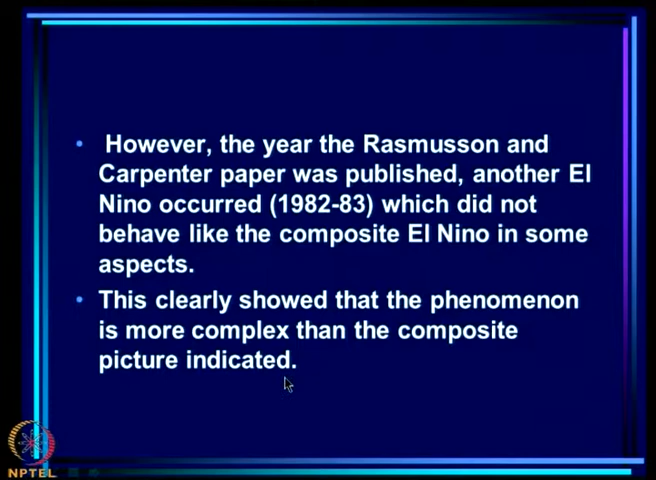 • However, the year the Rasmusson and
Carpenter paper was published, another El
Nino occurred (1982-83) which did not
behave like the composite El Nino in some
aspects.
• This clearly showed that the phenomenon
is more complex than the composite
picture indicated.
NPTEL